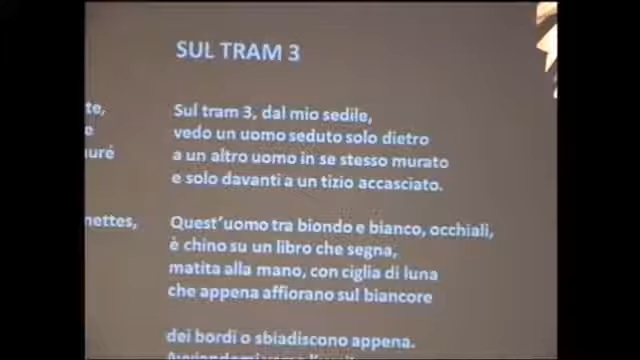 SUL TRAM 3
te,
e
uré
Sul tram 3, dal mio sedile,
vedo un uomo seduto solo dietro
a un altro uomo in se stesso murato
e solo davanti a un tizio accasciato.
nettes,
Quest'uomo tra biondo e bianco, occhiali,
è chino su un libro che segna,
matita alla mano, con ciglia di luna
che appena affiorano sul biancore
dei bordi o sbiadiscono appena.